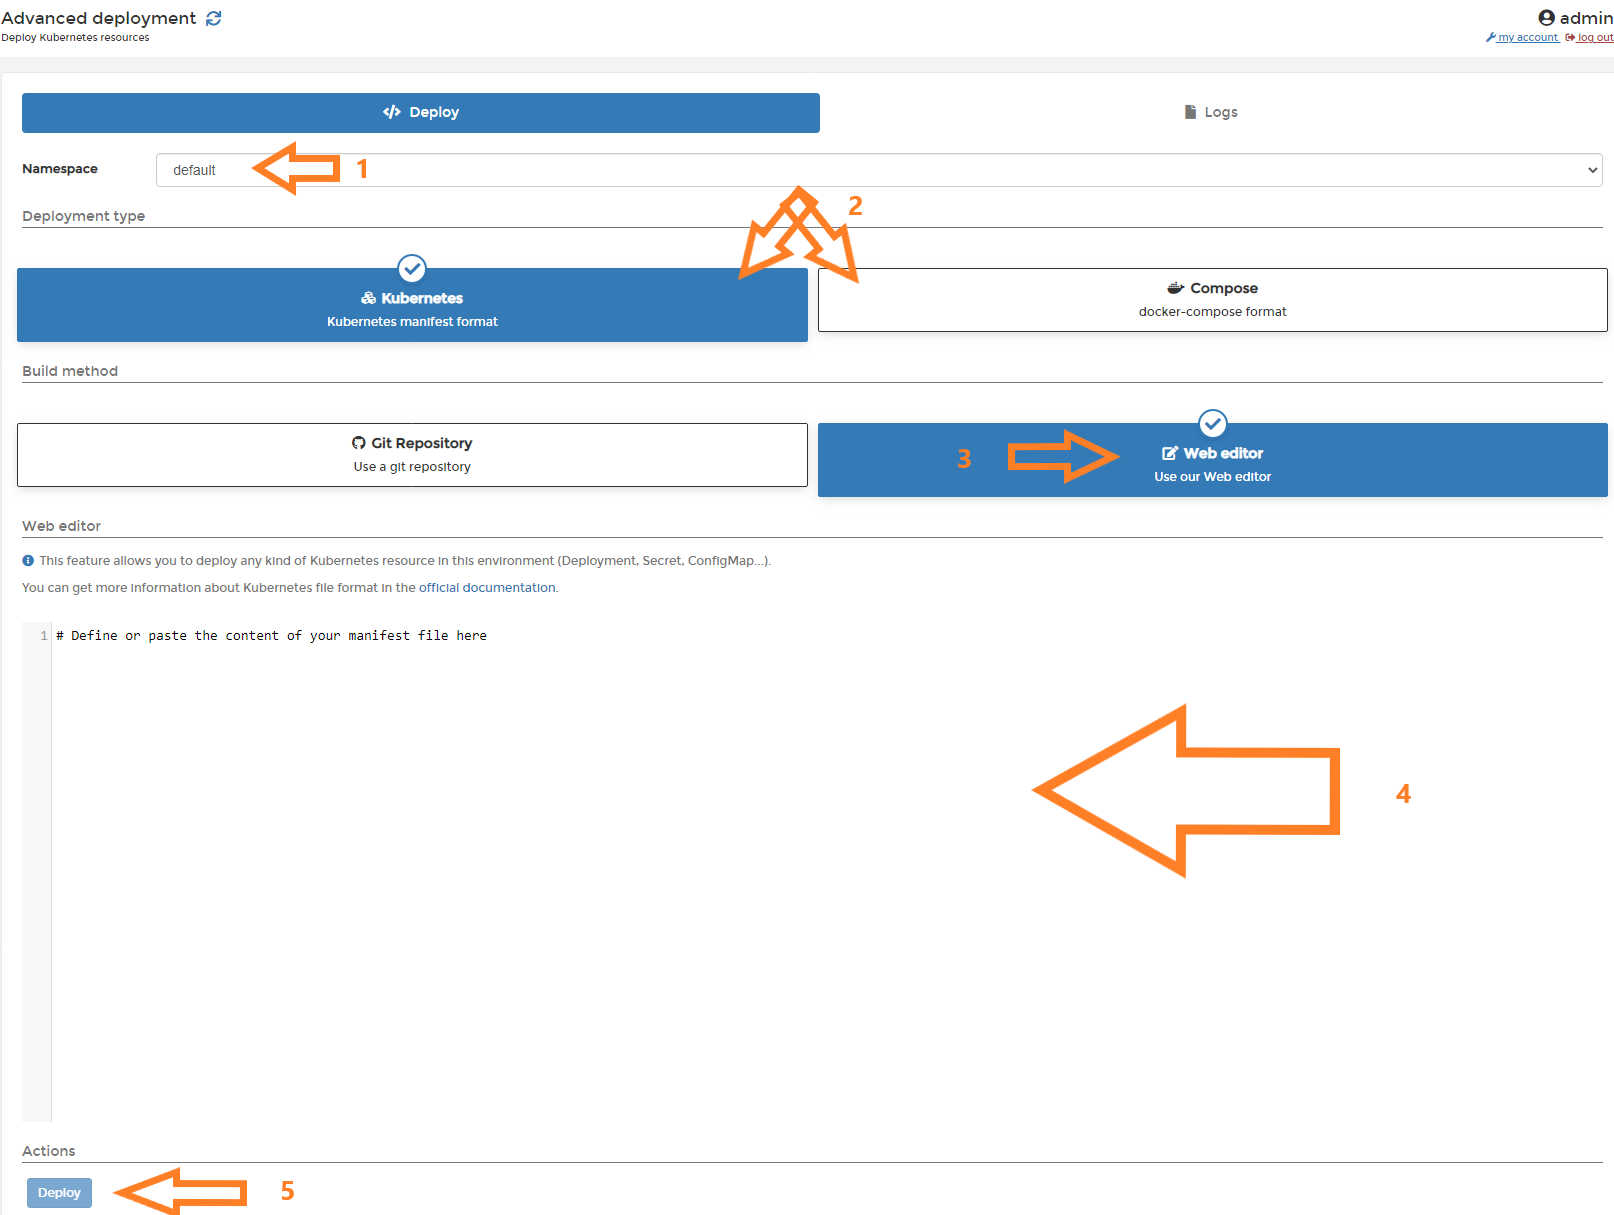 Advanced deployment
admin
Deploy Kubernetes resources
my account log out
Deploy
Logs
Namespace
default
1
Deployment type
2
Kubernetes
Kubernetes manifest format
Compose
docker-compose format
Build method
Git Repository
Use a git repository
3
Web editor
Use our Web editor
Web editor
This feature allows you to deploy any kind of Kubernetes resource in this environment (Deployment, Secret, ConfigMap...).
You can get more information about Kubernetes file format in the official documentation.
1 # Define or paste the content of your manifest file here
4
Actions
Deploy
5